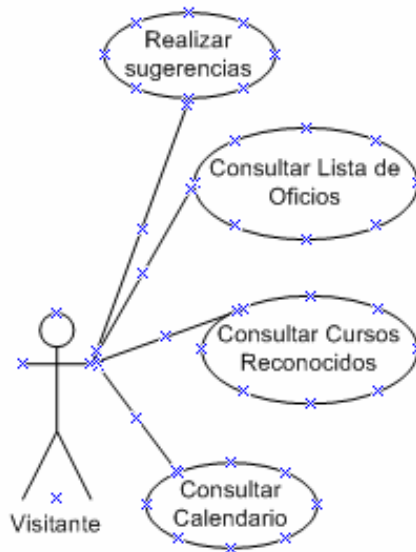 Realizar
sugerencias
Consultar Lista de
Oficios
Consultar Cursos
Reconocidos
Consultar
Calendario
Visitante